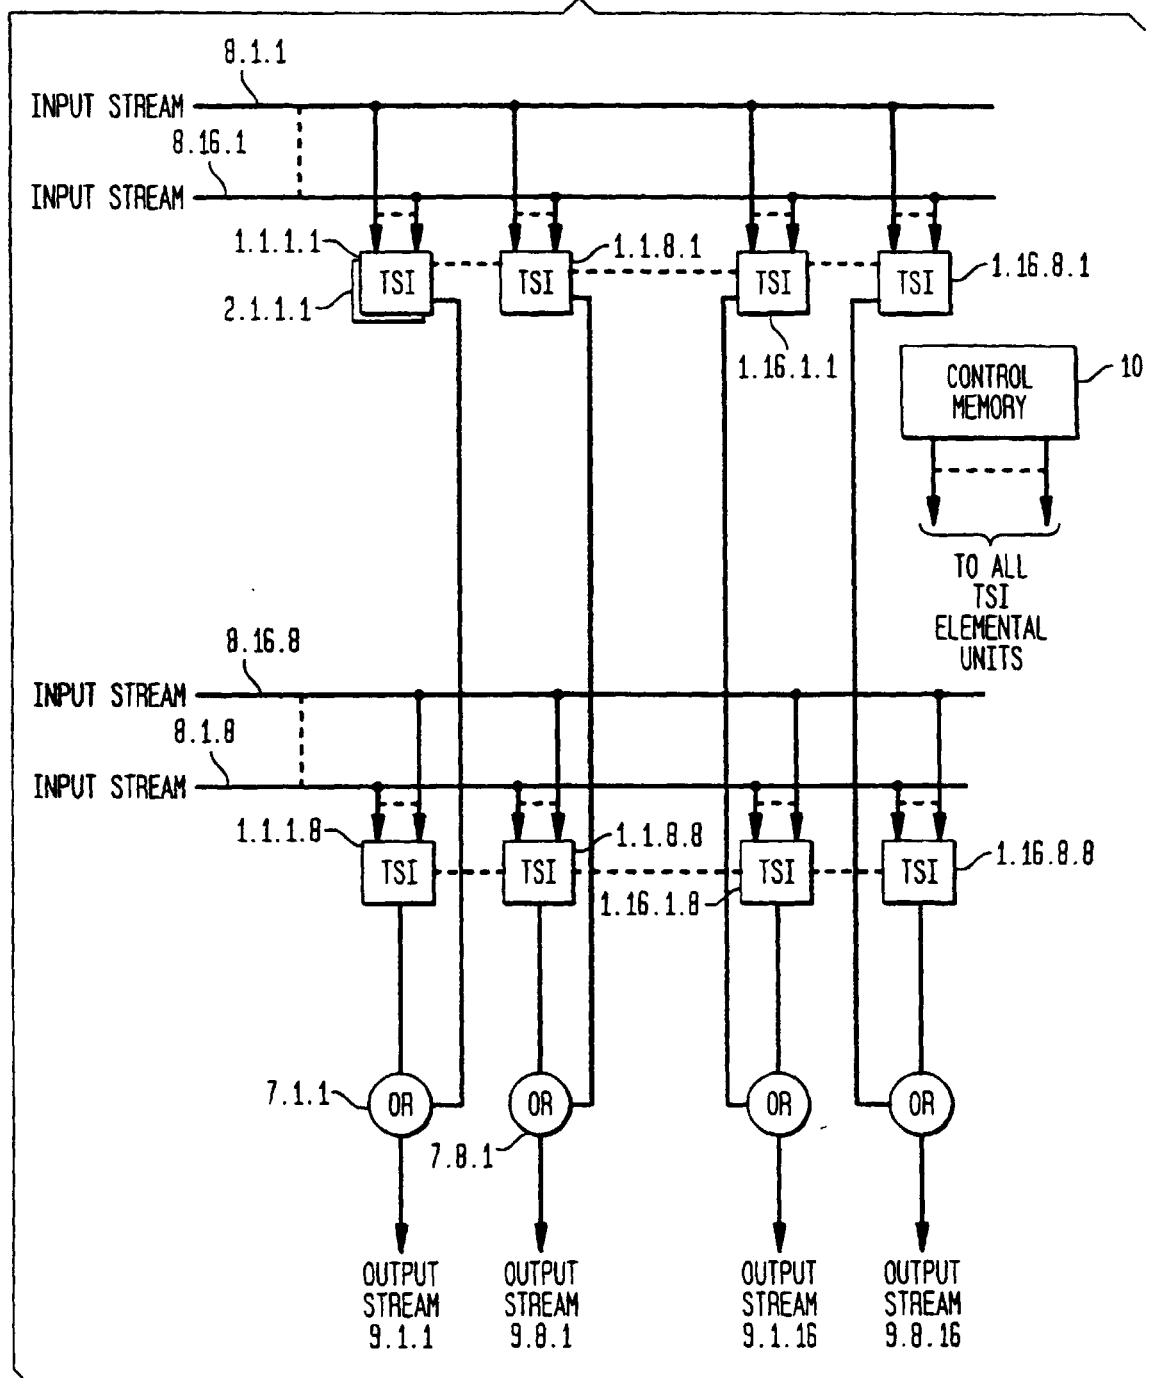 8.1.1
INPUT STREAM
8.16.1
INPUT STREAM
1.1.1.1
TSI
2.1.1.1
TSI
1.1.8.1
TSI
1.16.1.1
TSI
1.16.8.1
CONTROL
MEMORY
10
TO ALL
TSI
ELEMENTAL
UNITS
8.16.8
INPUT STREAM
8.1.8
INPUT STREAM
1.1.1.8
TSI
1.1.8.8
TSI
1.16.1.8
TSI
1.16.8.8
TSI
7.1.1
OR
7.8.1
OR
OR
OR
OUTPUT
STREAM
9.1.1
OUTPUT
STREAM
9.8.1
OUTPUT
STREAM
9.1.16
OUTPUT
STREAM
9.8.16